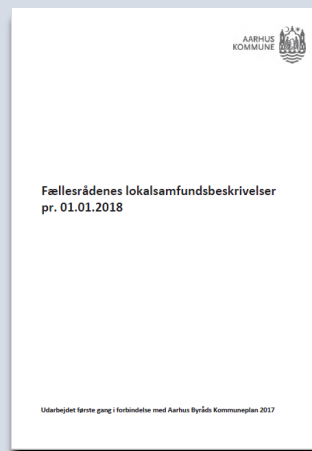 AARHUS
KOMMUNE
Fællesrådenes lokalsamfundsbeskrivelser
pr. 01.01.2018
Udarbejdet første gang i forbindelse med Aarhus Byråds Kommuneplan 2017